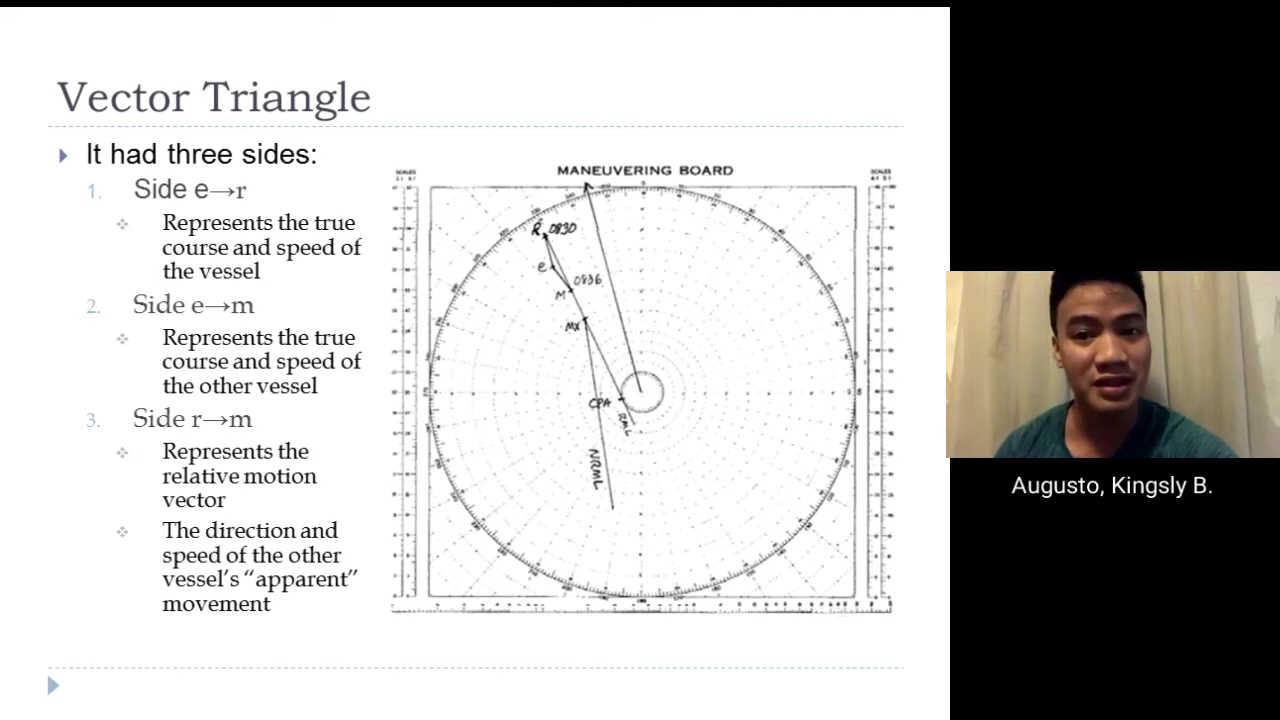 Vector Triangle
It had three sides:
1. Side e→r
Represents the true
course and speed of
the vessel
2. Side e→m
Represents the true
course and speed of
the other vessel
3. Side r→m
Represents the
relative motion
vector
The direction and
speed of the other
vessel's “apparent”
movement
MANEUVERING BOARD
SCALES
SCALES
R 0830
e
0836
M
MX
CPA
RML
NRML
Augusto, Kingsly B.